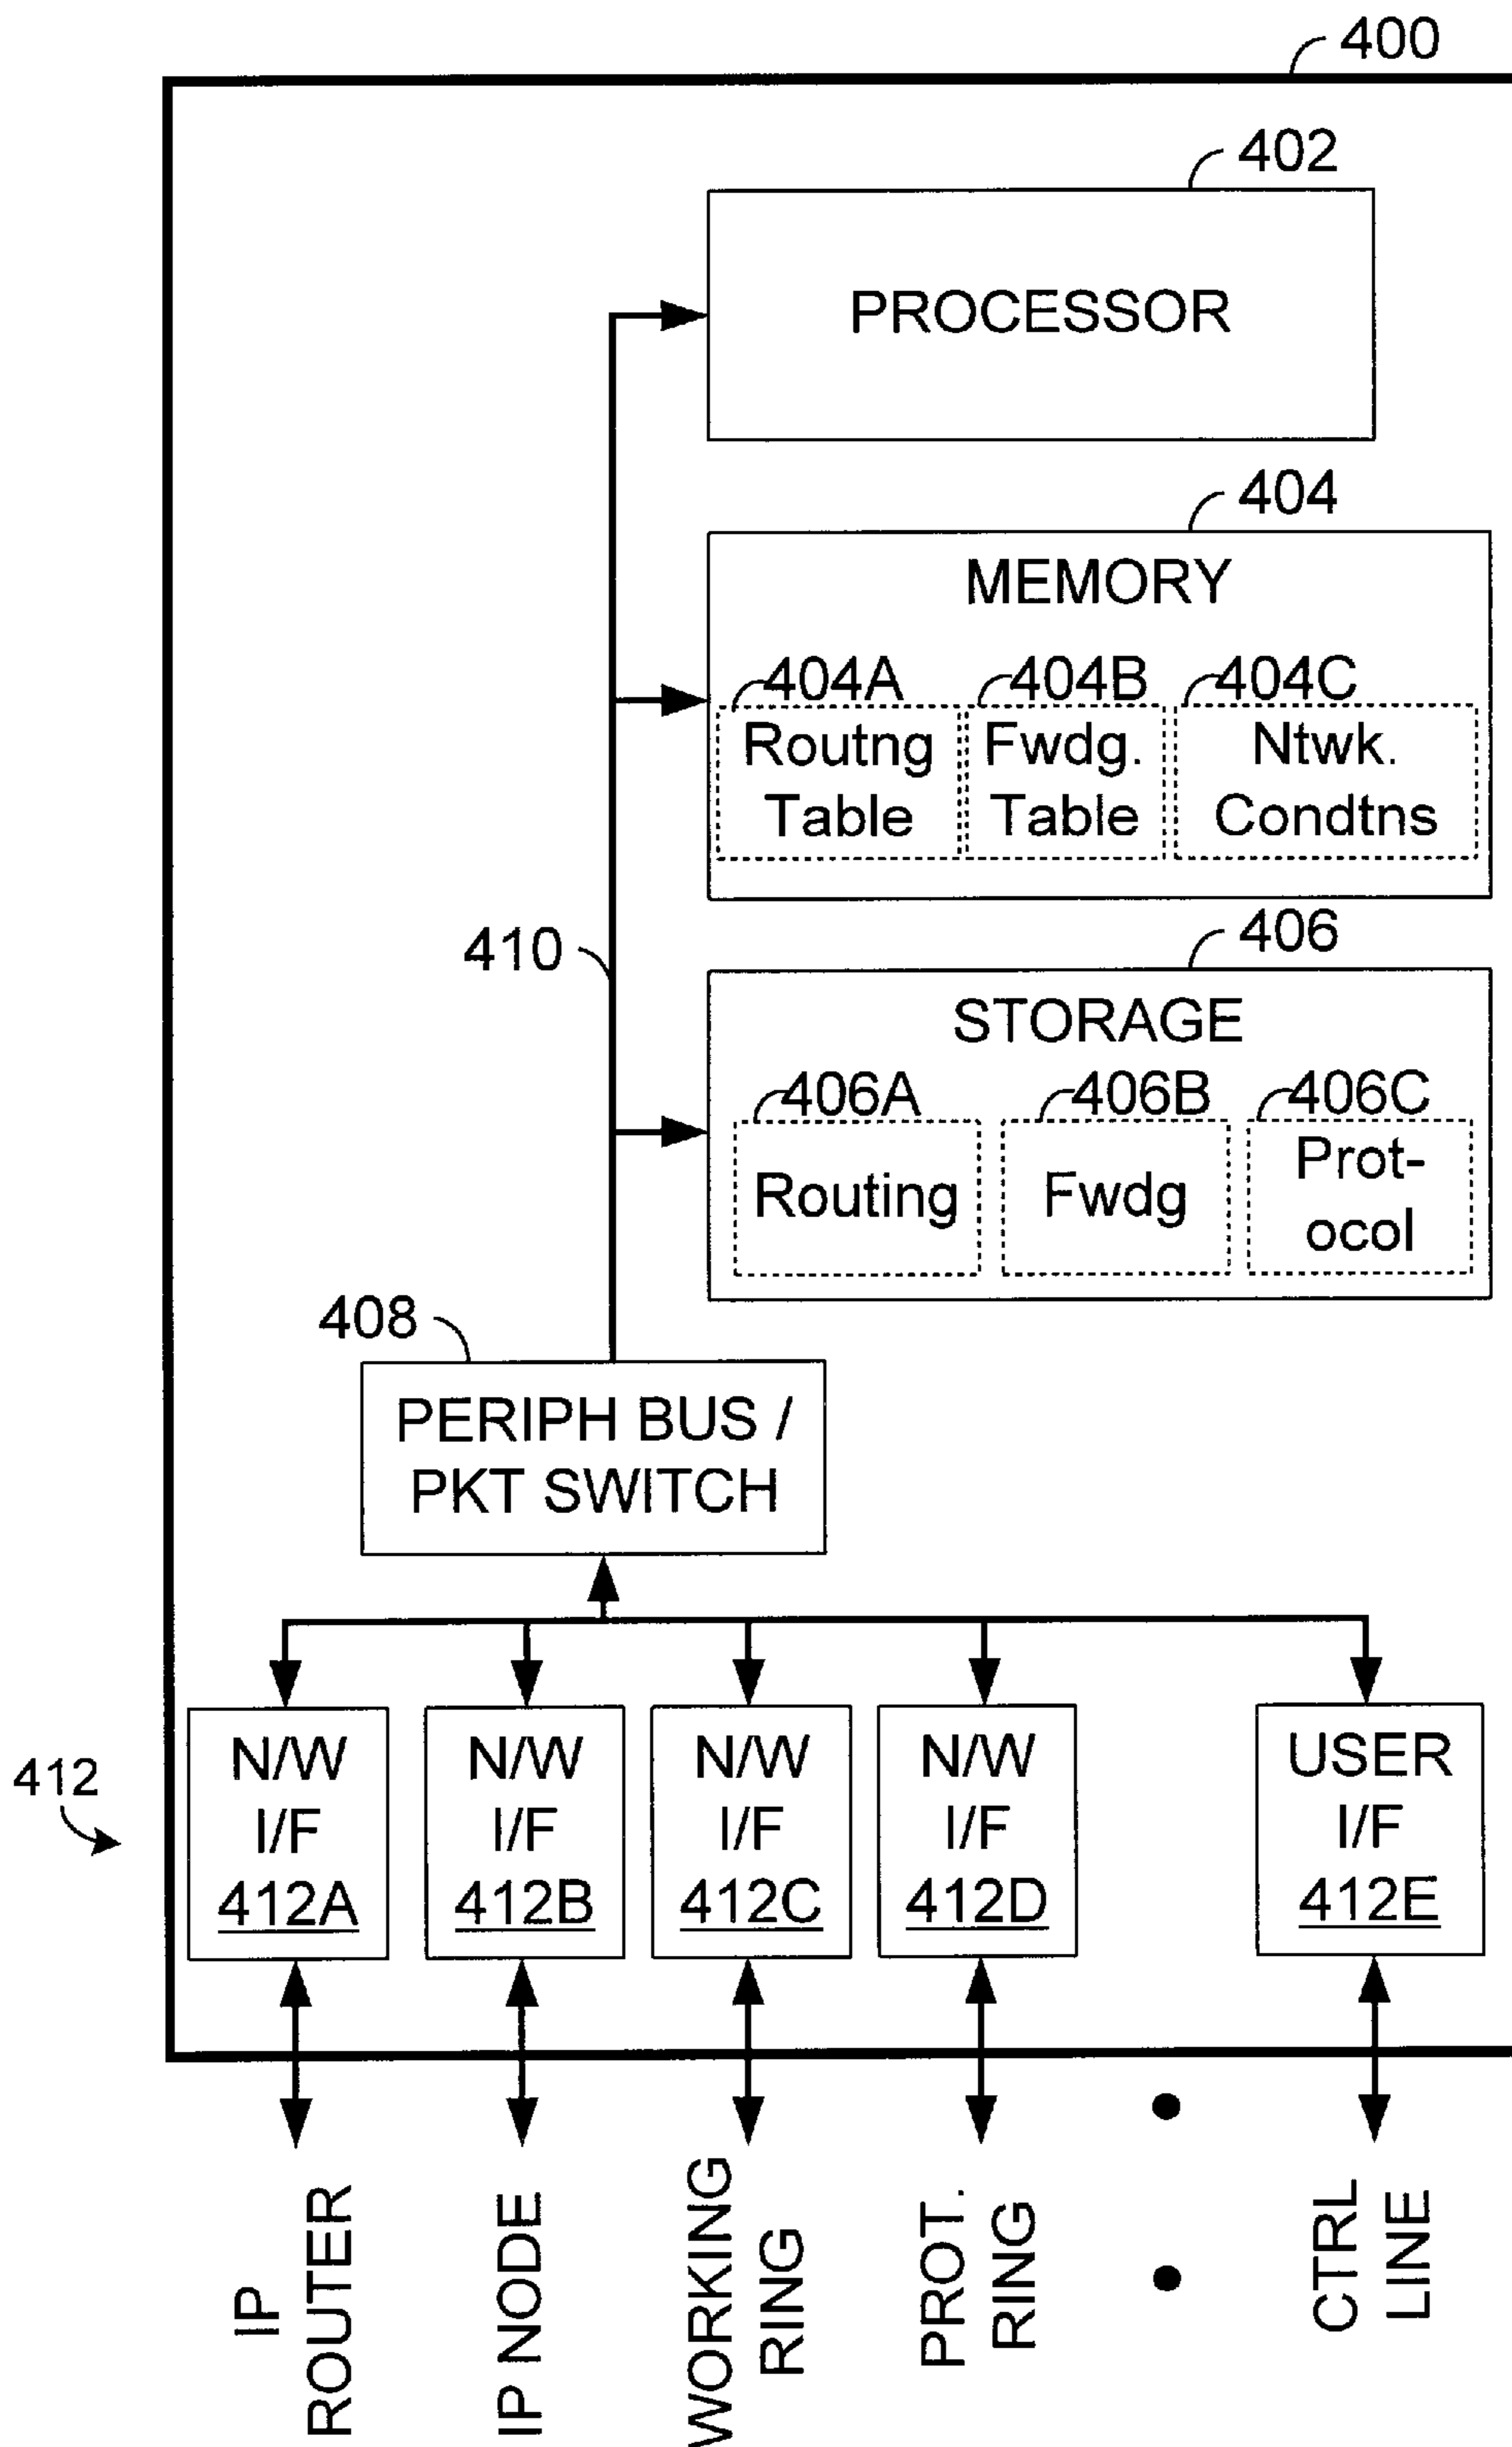 400
402
PROCESSOR
404
MEMORY
404A 404B 404C
Routng Fwdg. Ntwk.
Table Table Condtns
410
406
STORAGE
406A 406B 406C
Routing Fwdg Prot-
ocol
408
PERIPH BUS /
PKT SWITCH
412
N/W
I/F
412A
N/W
I/F
412B
N/W
I/F
412C
N/W
I/F
412D
USER
I/F
412E
IP
ROUTER
IP NODE
WORKING
RING
PROT.
RING
CTRL
LINE